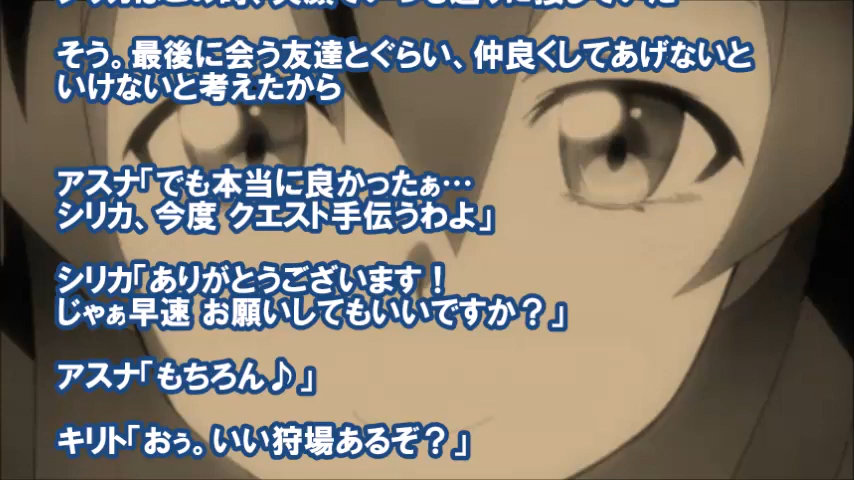 そう。最後に会う友達とぐらい、仲良くしてあげないと
いけないと考えたから
アスナ「でも本当に良かったぁ…
シリカ、今度 クエスト手伝うわよ」
シリカ「ありがとうございます！
じゃぁ早速 お願いしてもいいですか？」
アスナ「もちろん♪」
キリト「おぅ。いい狩場あるぞ？」